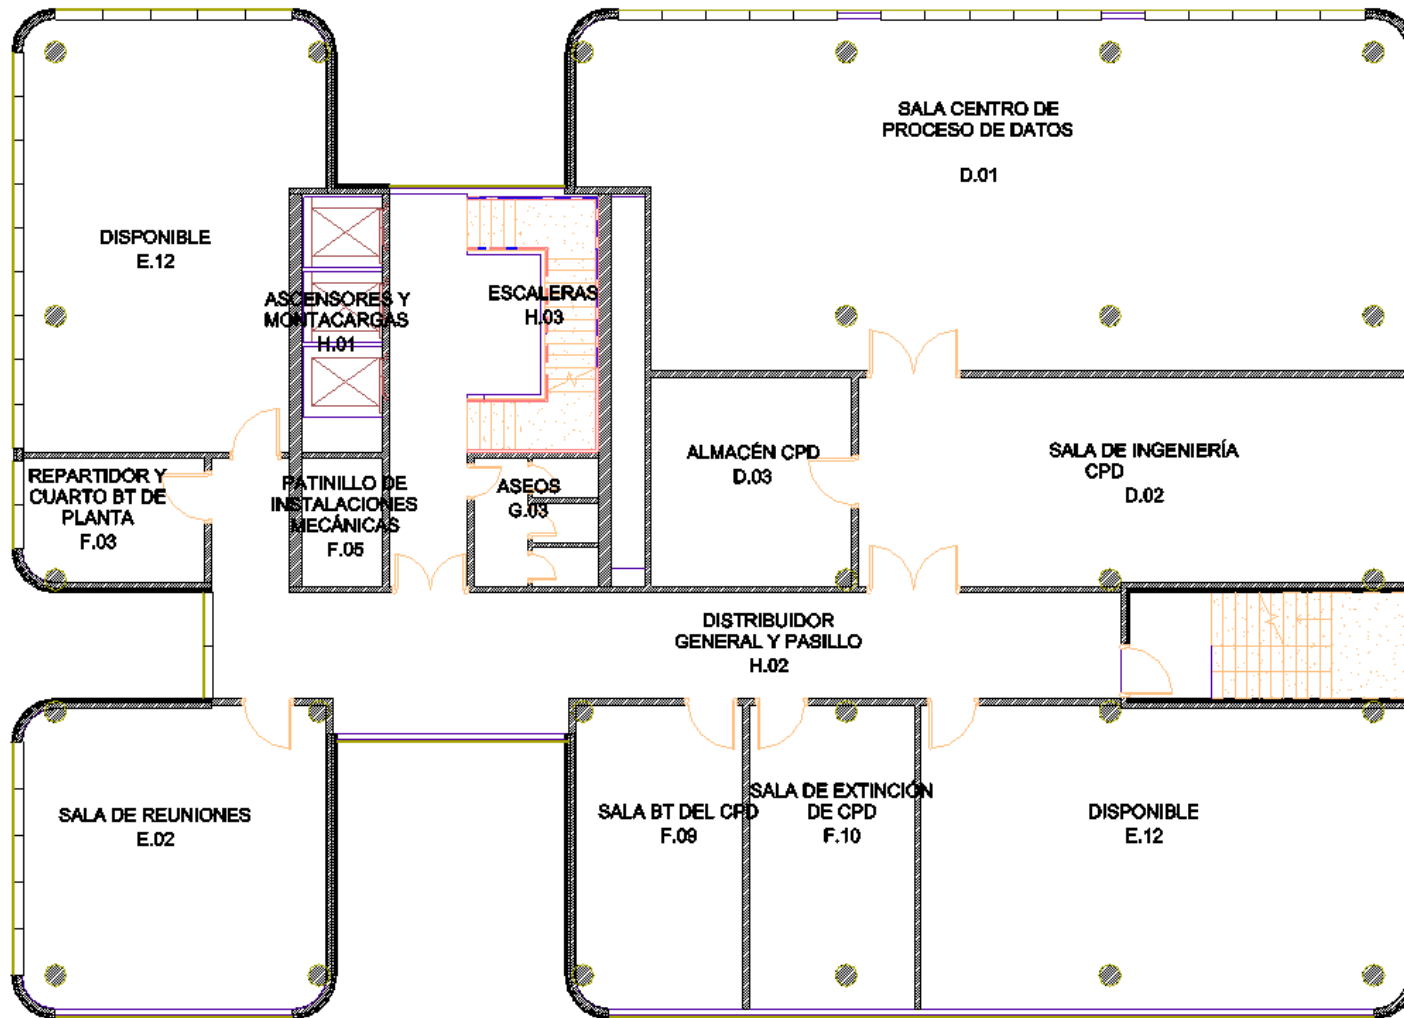 SALA CENTRO DE
PROCESO DE DATOS
D.01
DISPONIBLE
E.12
ASCENSORES Y
MONTACARGAS
H.01
ESCALERAS
H.03
ALMACÉN CPD
D.03
SALA DE INGENIERÍA
CPD
D.02
REPARTIDOR Y
CUARTO BT DE
PLANTA
F.03
PATINILLO DE
INSTALACIONES
MECÁNICAS
F.05
ASEOS
G.03
DISTRIBUIDOR
GENERAL Y PASILLO
H.02
SALA DE REUNIONES
E.02
SALA BT DEL CPD
F.09
SALA DE EXTINCIÓN
DE CPD
F.10
DISPONIBLE
E.12